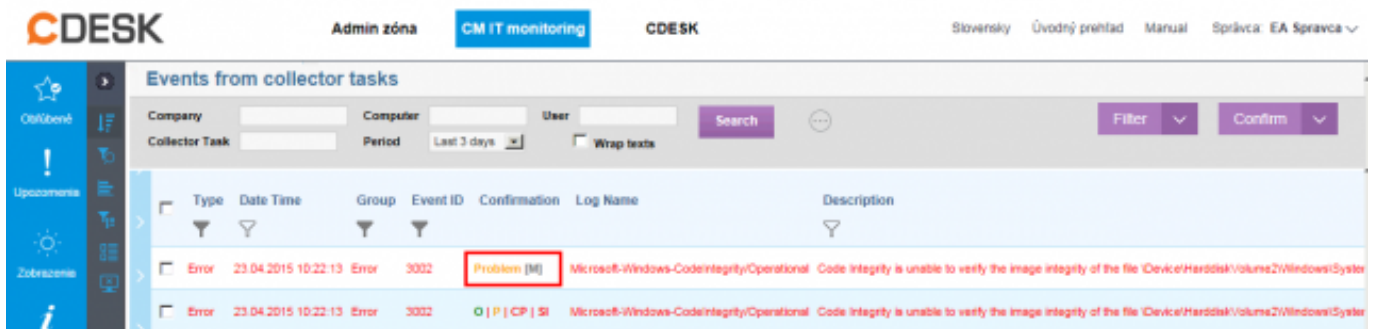 CDESK Admin zóna CM IT monitoring CDESK Slovensky Úvodný prehľad Manual Správca: EA Spravca
Obľúbené
Upozornenia
Zobrazenia
Events from collector tasks
Company Computer User Search Filter Confirm
Collector Task Period Last 3 days Wrap texts
Type Date Time Group Event ID Confirmation Log Name Description
Error 23.04.2015 10:22:13 Error 3002 Problem [M] Microsoft-Windows-CodeIntegrity/Operational Code Integrity is unable to verify the image integrity of the file \Device\HarddiskVolume2\Windows\System
Error 23.04.2015 10:22:13 Error 3002 O | P | CP | SI Microsoft-Windows-CodeIntegrity/Operational Code Integrity is unable to verify the image integrity of the file \Device\HarddiskVolume2\Windows\System